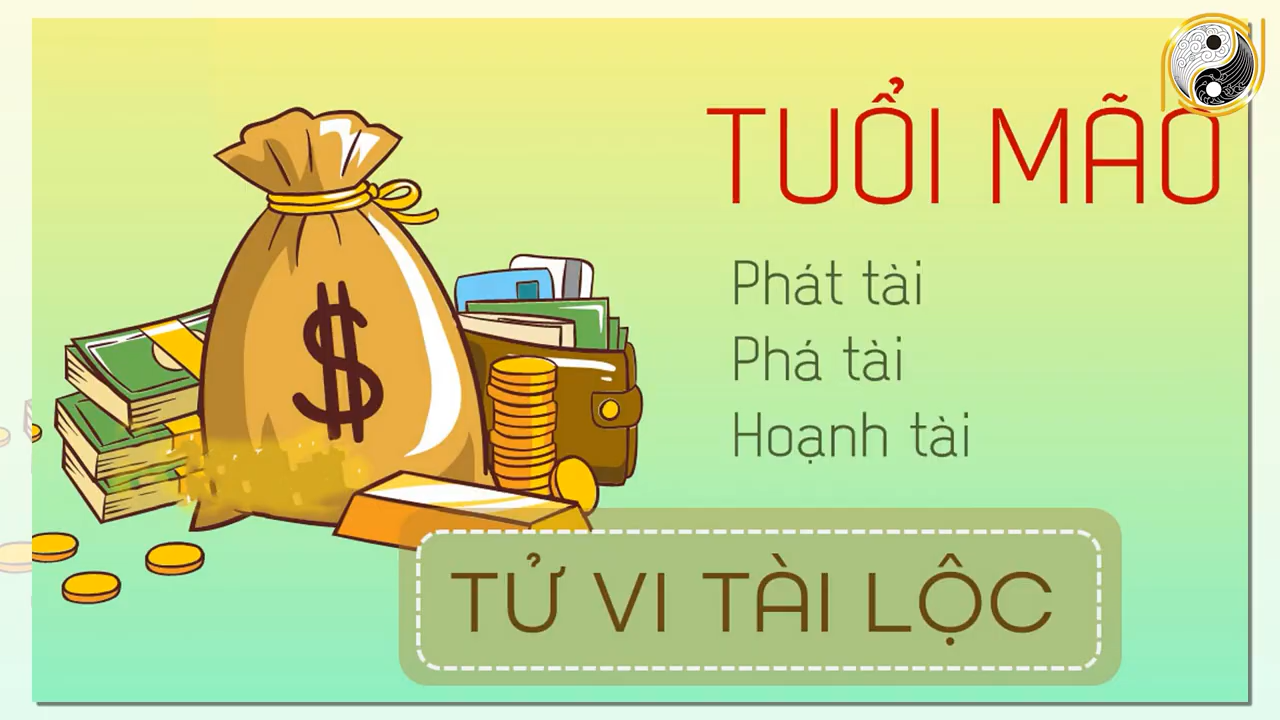 TUỔI MÃO
Phát tài
Phá tài
Hoạnh tài
$
TỬ VI TÀI LỘC